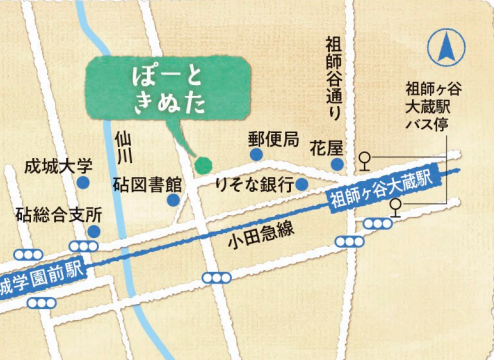 ぽーと
きぬた
仙川
祖師谷通り
祖師ヶ谷
大蔵駅
バス停
郵便局
花屋
成城大学
砧図書館
りそな銀行
祖師ヶ谷大蔵駅
砧総合支所
小田急線
城学園前駅